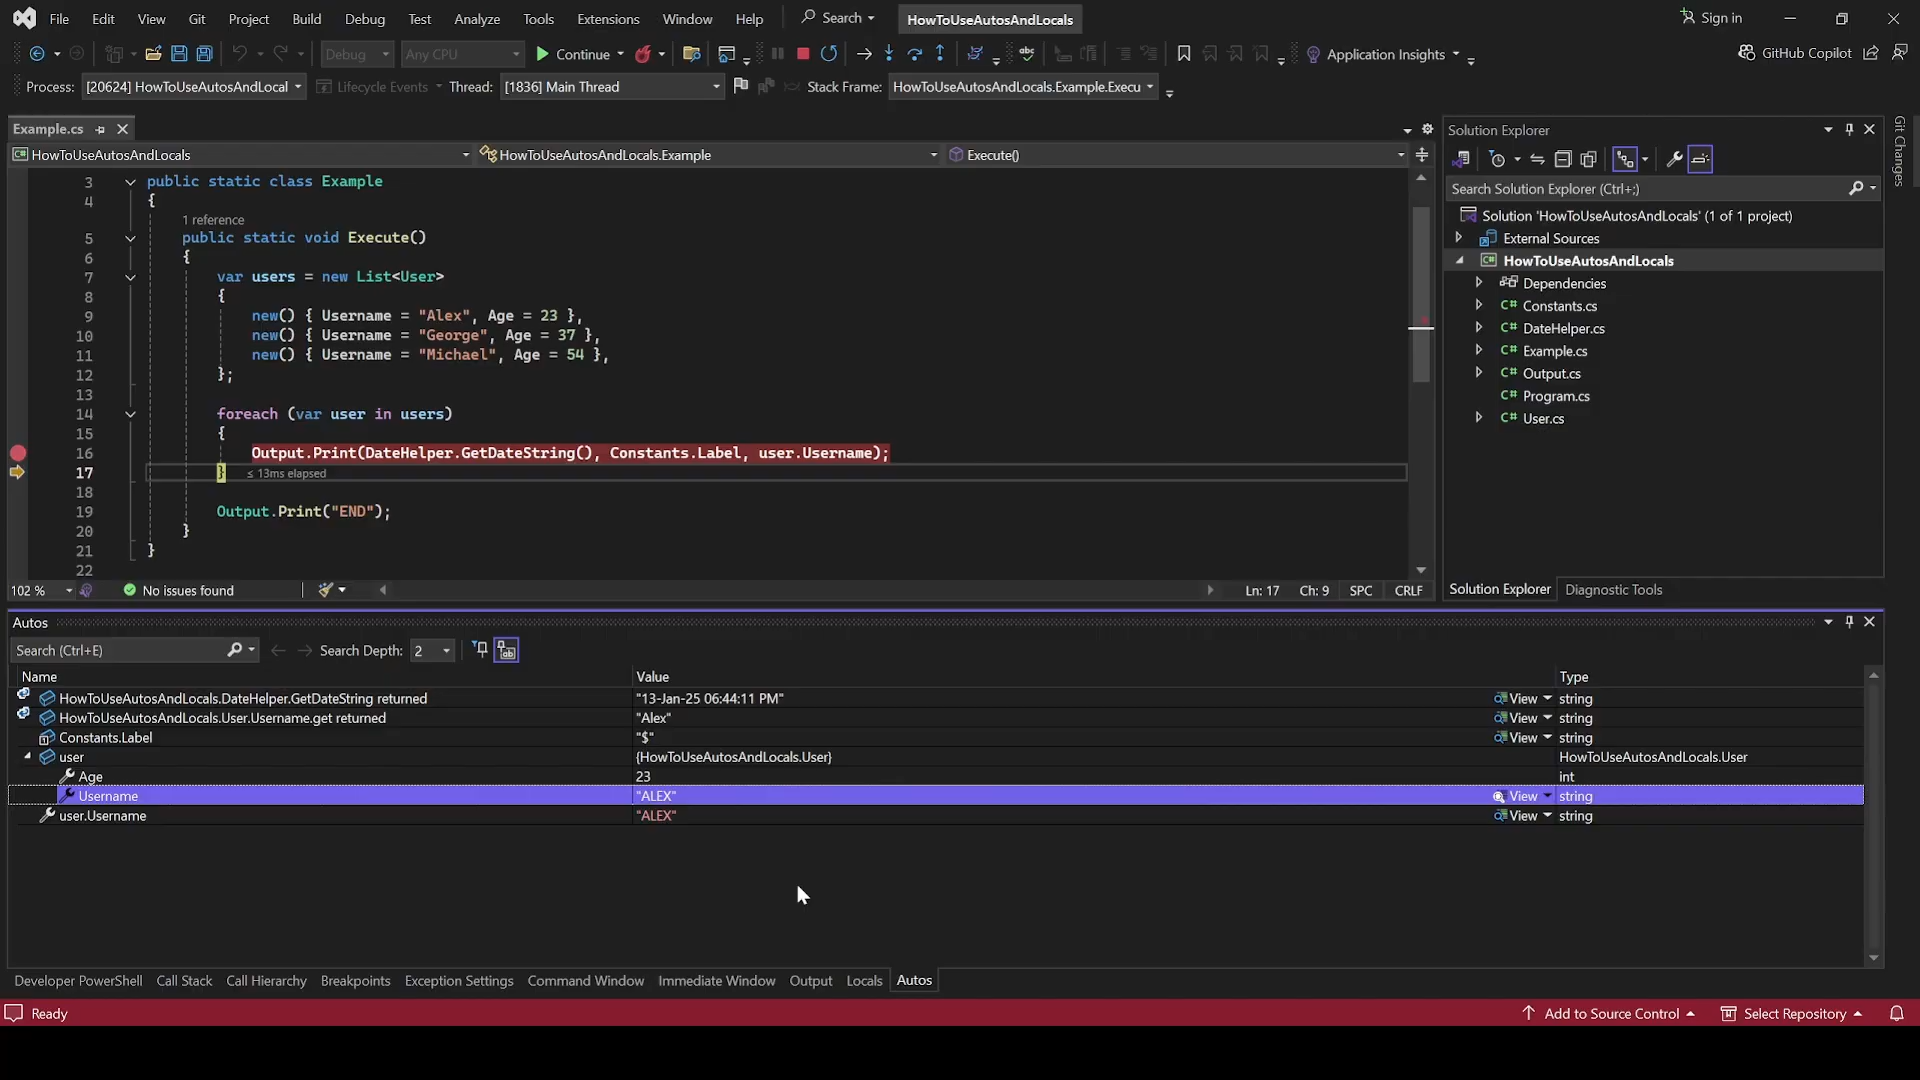 File Edit View Git Project Build Debug Test Analyze Tools Extensions Window Help Search HowToUseAutosAndLocals Sign in
Debug Any CPU Continue abc Application Insights GitHub Copilot
Process: [20624] HowToUseAutosAndLocal Lifecycle Events Thread: [1836] Main Thread Stack Frame: HowToUseAutosAndLocals.Example.Execu
Example.cs
HowToUseAutosAndLocals HowToUseAutosAndLocals.Example Execute()
3 public static class Example
4 {
1 reference
5 public static void Execute()
6 {
7 var users = new List<User>
8 {
9 new() { Username = "Alex", Age = 23 },
10 new() { Username = "George", Age = 37 },
11 new() { Username = "Michael", Age = 54 },
12 };
13
14 foreach (var user in users)
15 {
16 Output.Print(DateHelper.GetDateString(), Constants.Label, user.Username);
17 } ≤ 13ms elapsed
18
19 Output.Print("END");
20 }
21 }
22
102 % No issues found Ln: 17 Ch: 9 SPC CRLF
Solution Explorer
Search Solution Explorer (Ctrl+;)
Solution 'HowToUseAutosAndLocals' (1 of 1 project)
External Sources
C# HowToUseAutosAndLocals
Dependencies
C# Constants.cs
C# DateHelper.cs
C# Example.cs
C# Output.cs
C# Program.cs
C# User.cs
Solution Explorer Diagnostic Tools
Git Changes
Autos
Search (Ctrl+E) Search Depth: 2
Name Value Type
HowToUseAutosAndLocals.DateHelper.GetDateString returned "13-Jan-25 06:44:11 PM" View string
HowToUseAutosAndLocals.User.Username.get returned "Alex" View string
Constants.Label "$" View string
user {HowToUseAutosAndLocals.User} HowToUseAutosAndLocals.User
Age 23 int
Username "ALEX" View string
user.Username "ALEX" View string
Developer PowerShell Call Stack Call Hierarchy Breakpoints Exception Settings Command Window Immediate Window Output Locals Autos
Ready Add to Source Control Select Repository